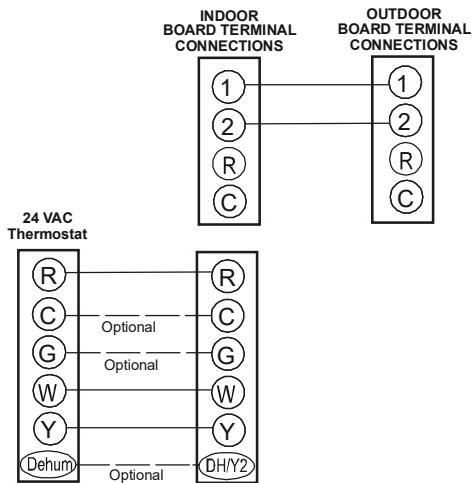 INDOOR
BOARD TERMINAL
CONNECTIONS
OUTDOOR
BOARD TERMINAL
CONNECTIONS
1 1
2 2
R R
C C
24 VAC
Thermostat
R R
C Optional C
G Optional G
W W
Y Y
Dehum Optional DH/Y2